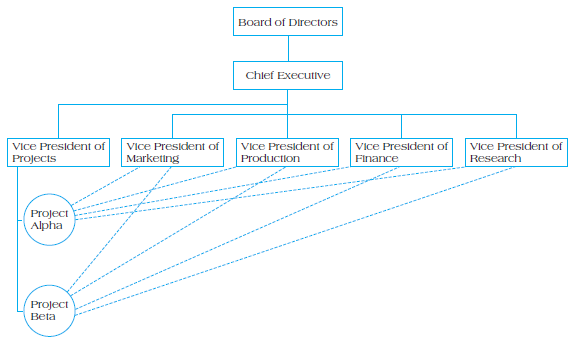 Board of Directors
Chief Executive
Vice President of
Projects
Vice President of
Marketing
Vice President of
Production
Vice President of
Finance
Vice President of
Research
Project
Alpha
Project
Beta